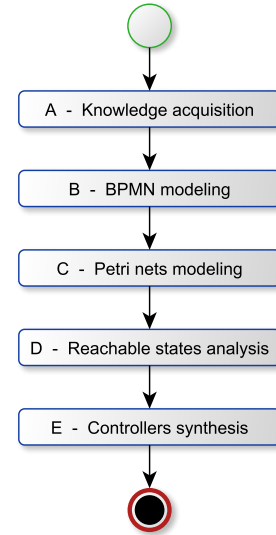 A - Knowledge acquisition
B - BPMN modeling
C - Petri nets modeling
D - Reachable states analysis
E - Controllers synthesis